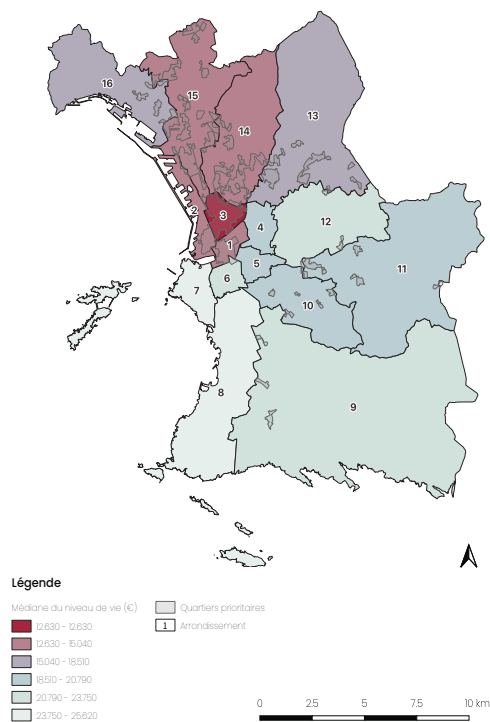 16
15
13
14
2
3
12
4
1
11
5
6
7
10
8
9
Légende
Médiane du niveau de vie (€)
Quartiers prioritaires
12.630 - 12.630
1 Arrondissement
12.630 - 15.040
15.040 - 18.510
18.510 - 20.790
20.790 - 23.750
23.750 - 25.620
0 2.5 5 7.5 10 km